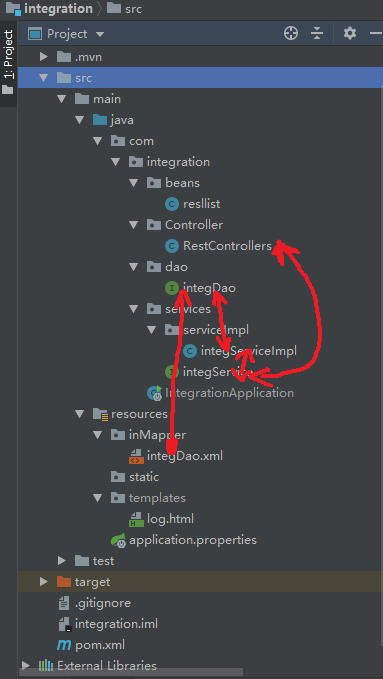 integration src
1: Project
Project
.mvn
src
main
java
com
integration
beans
resllist
Controller
RestControllers
dao
integDao
services
serviceImpl
integServiceImpl
integService
IntegrationApplication
resources
inMapper
integDao.xml
static
templates
log.html
application.properties
test
target
.gitignore
integration.iml
pom.xml
External Libraries